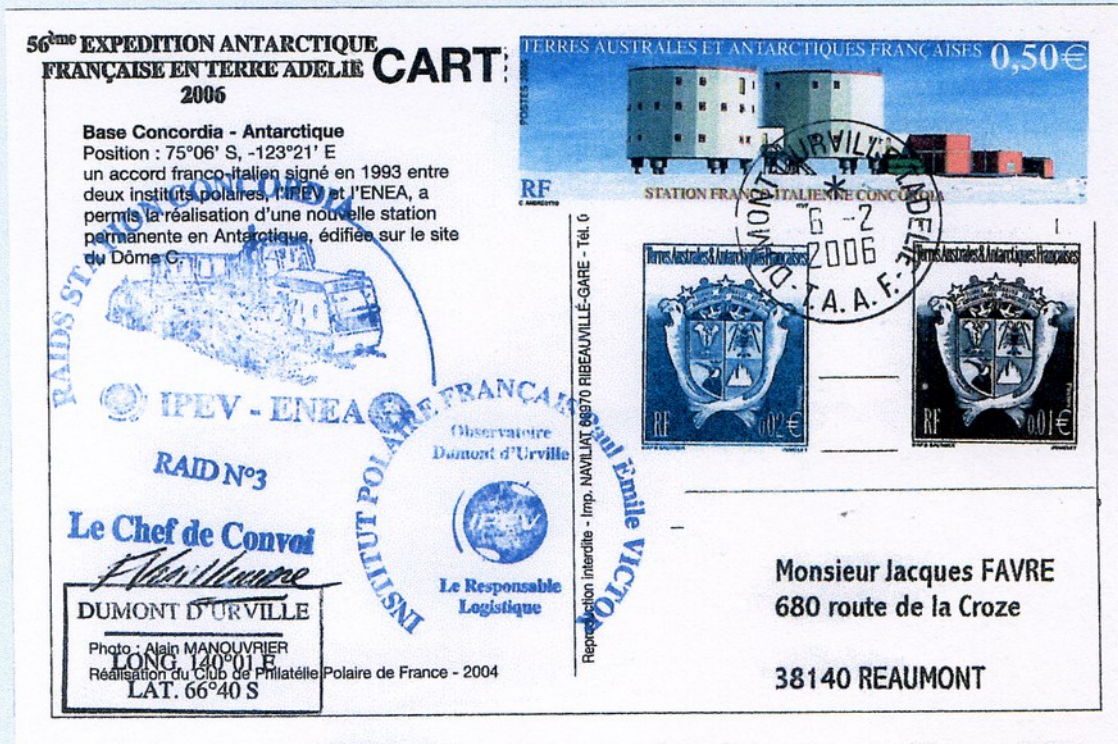 56ème EXPEDITION ANTARCTIQUE
FRANÇAISE EN TERRE ADELIE
2006
CART
Base Concordia - Antarctique
Position : 75°06' S, -123°21' E
un accord franco-italien signé en 1993 entre
deux instituts polaires, l'IPEV et l'ENEA, a
permis la réalisation d'une nouvelle station
permanente en Antarctique, édifiée sur le site
du Dôme C.
RAIDS STATION CONCORDIA
IPEV - ENEA
RAID N°3
Le Chef de Convoi
DUMONT D'URVILLE
LONG. 140°01 E
LAT. 66°40 S
Photo : Alain MANOUVRIER
Réalisation du Club de Philatélie Polaire de France - 2004
INSTITUT POLAIRE FRANÇAIS Paul Emile VICTOR
Observatoire
Dumont d'Urville
IPEV
Le Responsable
Logistique
Reproduction interdite - Imp. NAVILIAT 68970 RIBEAUVILLÉ-GARE - Tél. 0
TERRES AUSTRALES ET ANTARCTIQUES FRANÇAISES 0,50€
POSTES 2006
RF
C. ANDREOTTO
STATION FRANCO-ITALIENNE CONCORDIA
DUMONT D'URVILLE T. ADELIE
6 -2
2006
T.A.A.F.
Terres Australes & Antarctiques Françaises
RF 0.02€
Terres Australes & Antarctiques Françaises
RF 0.01€
Monsieur Jacques FAVRE
680 route de la Croze
38140 REAUMONT